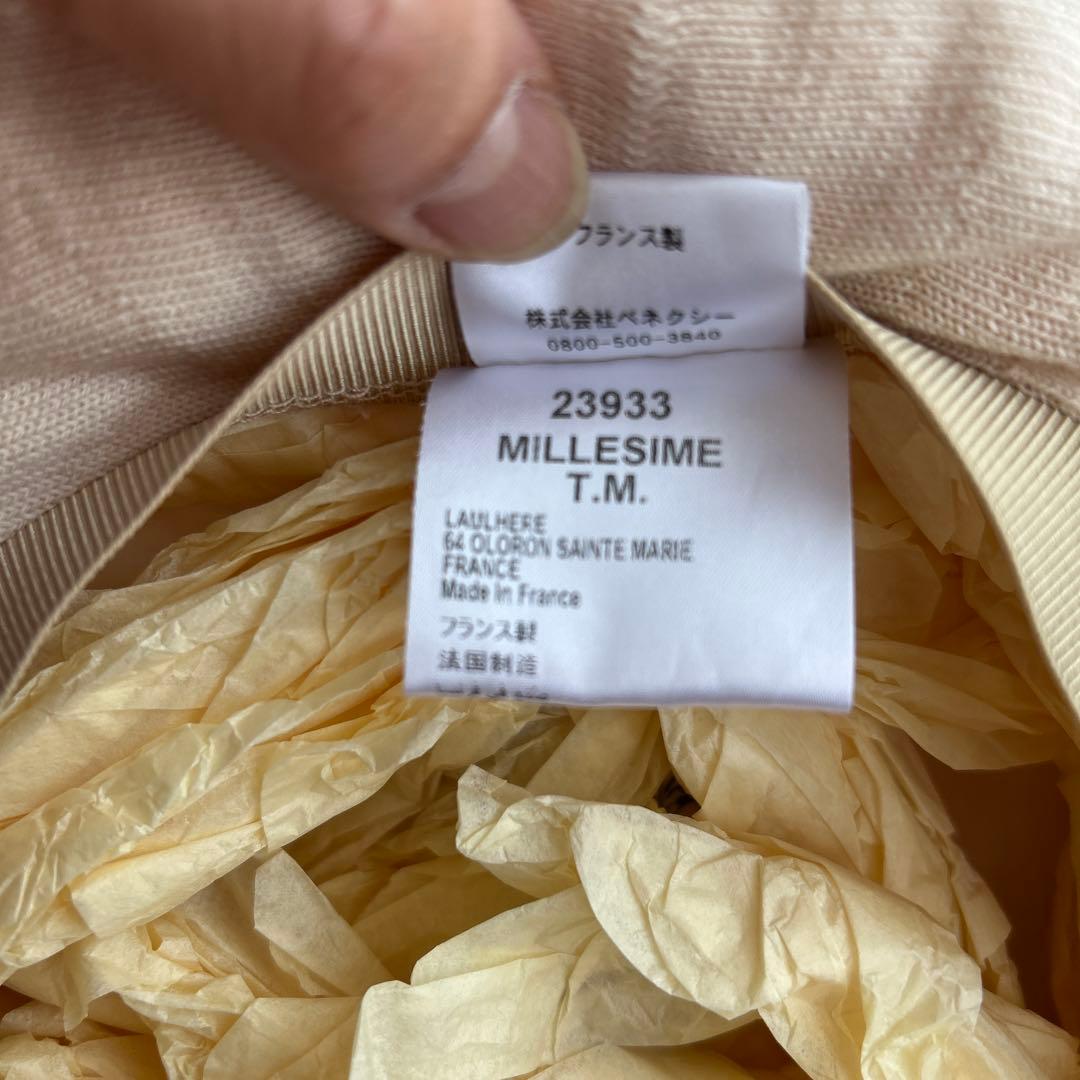 フランス製
株式会社ベネクシー
0800-500-3840
23933
MILLESIME
T.M.
LAULHERE
64 OLORON SAINTE MARIE
FRANCE
Made in France
フランス製
法国制造